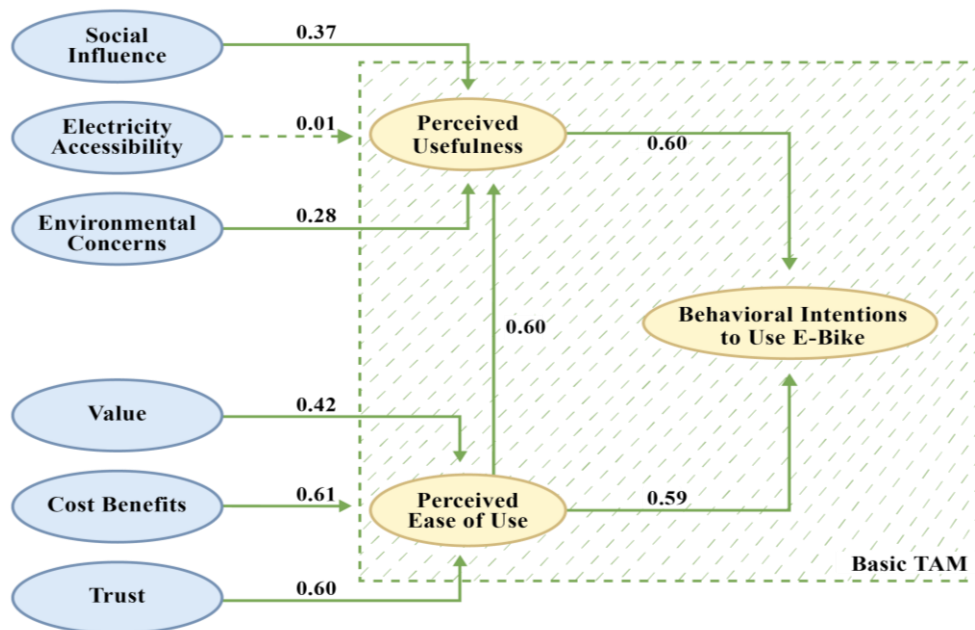 Social
Influence
0.37
Electricity
Accessibility
0.01
Perceived
Usefulness
0.60
Environmental
Concerns
0.28
0.60
Behavioral Intentions
to Use E-Bike
Value
0.42
Cost Benefits
0.61
Perceived
Ease of Use
0.59
Basic TAM
Trust
0.60